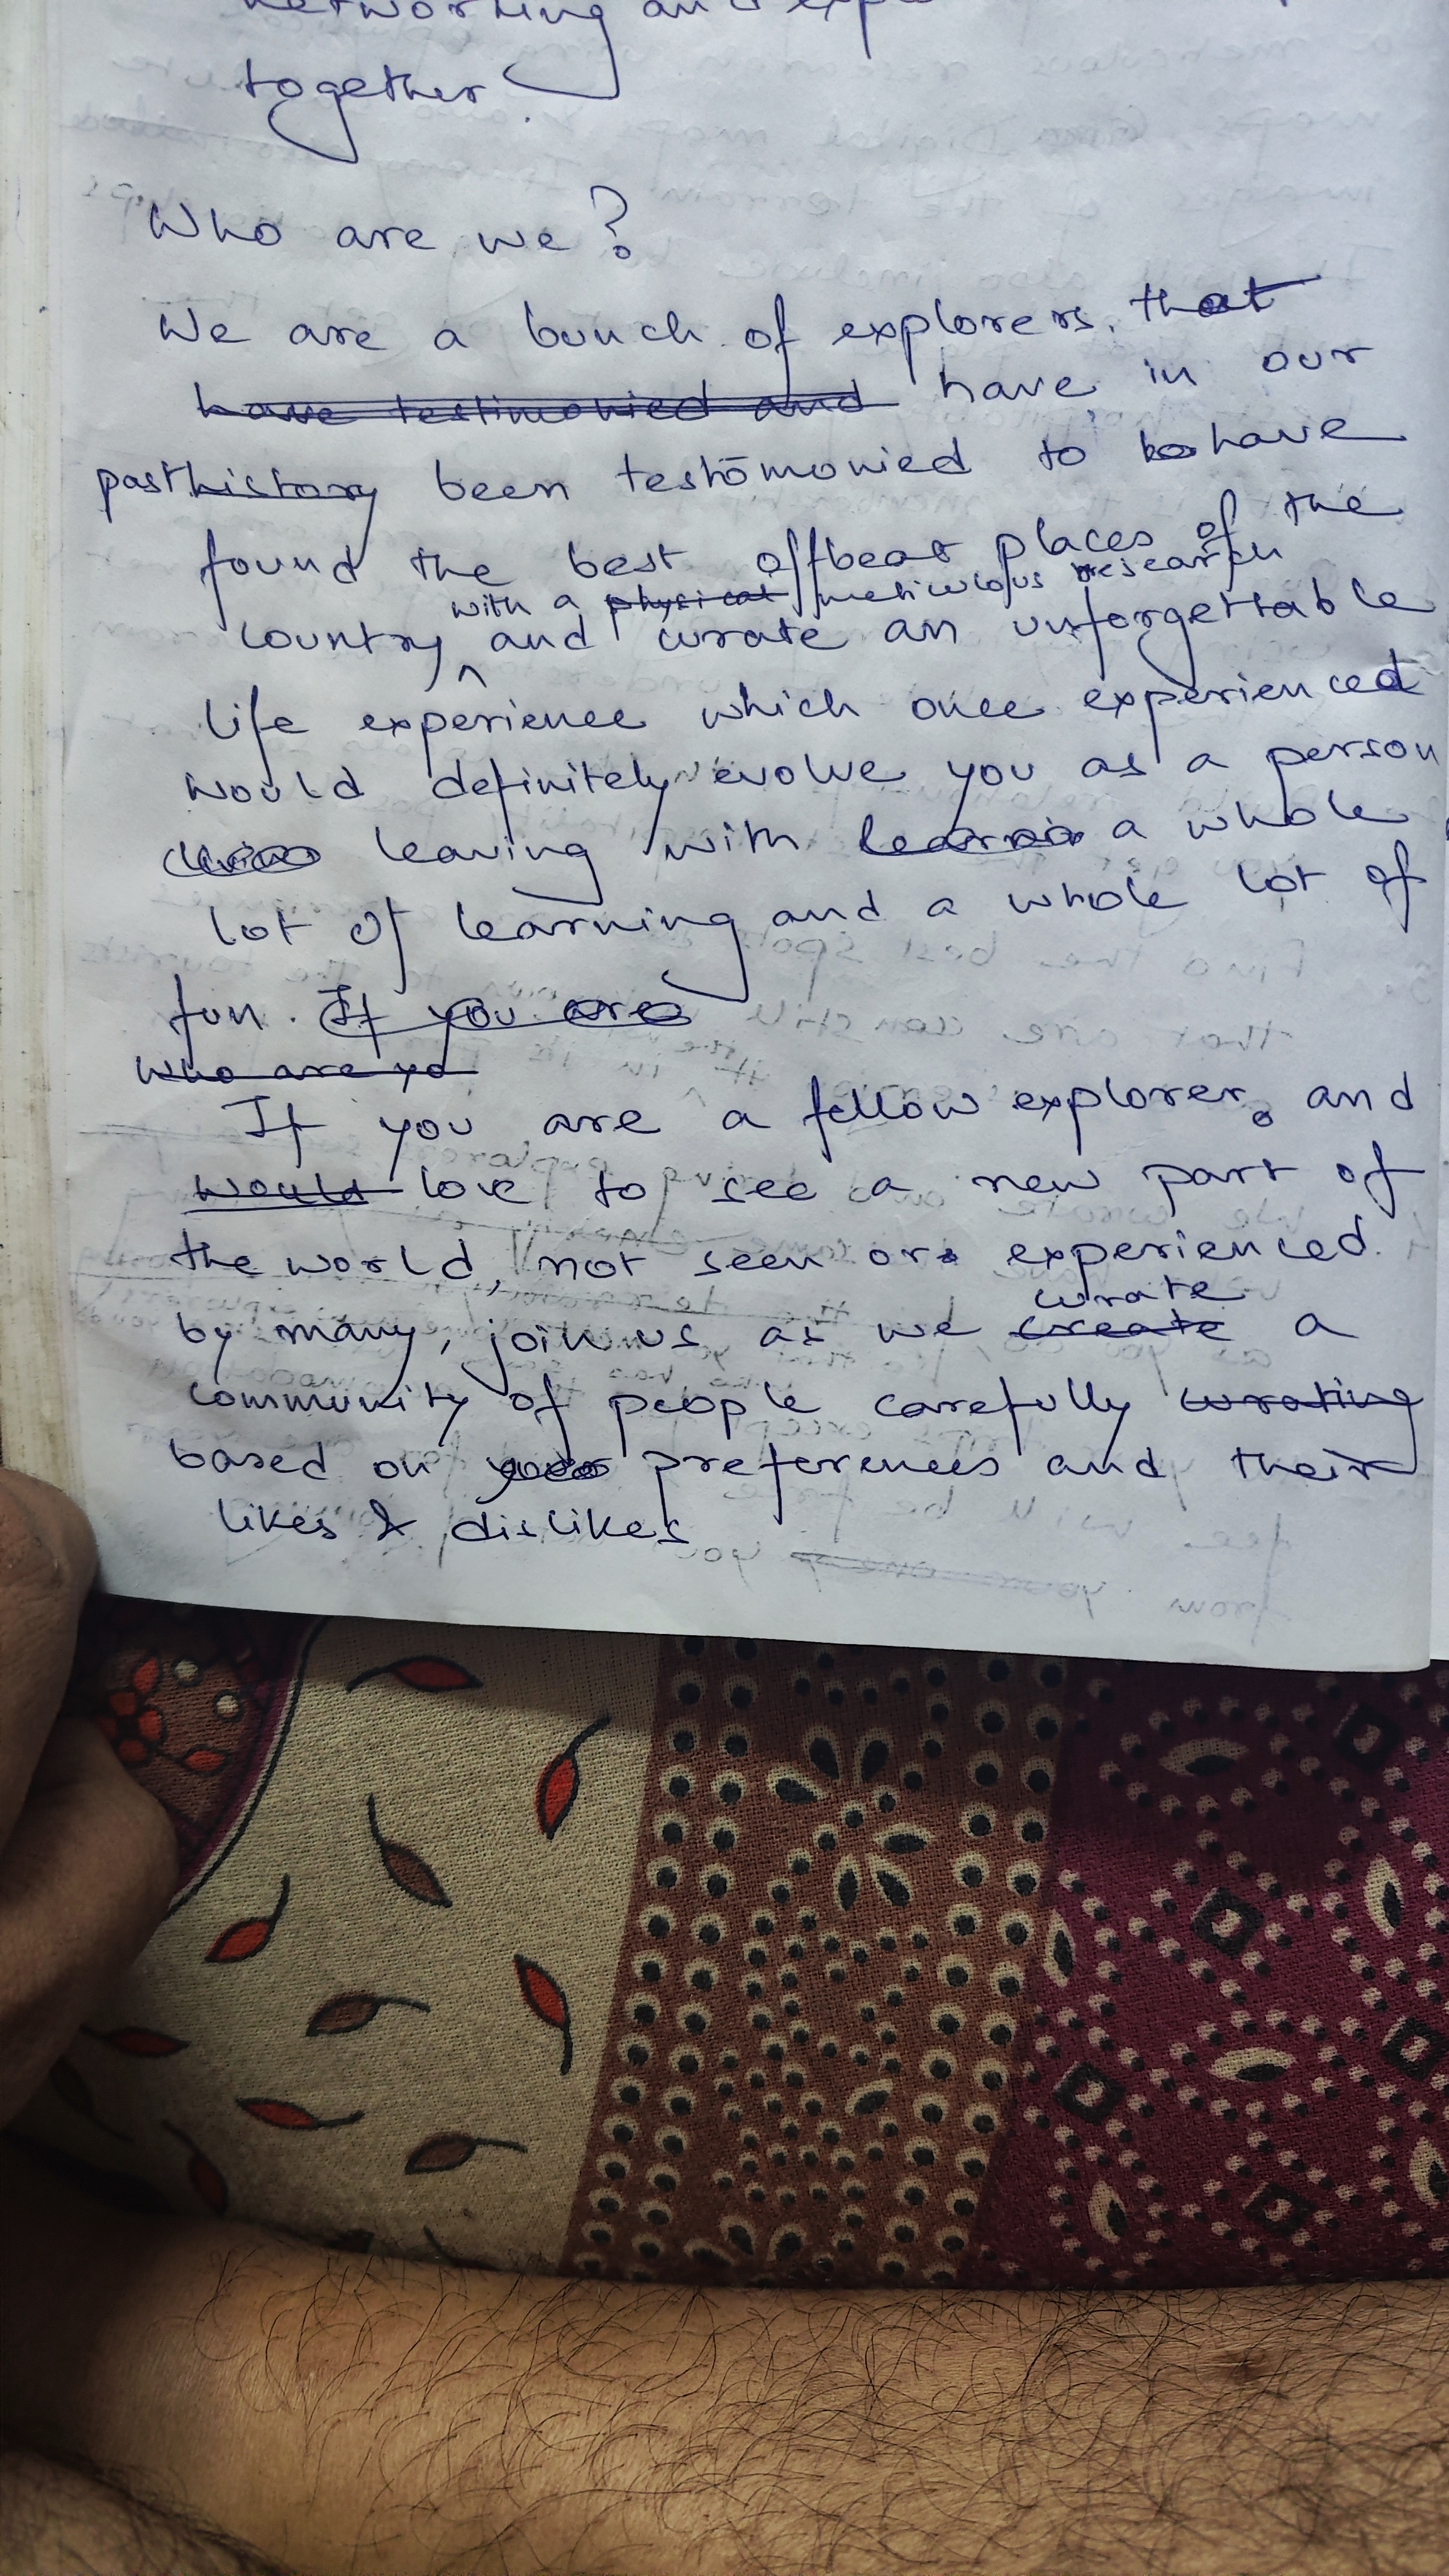 networking and
together.
Who are we?
We are a bunch of explorers, that
have testimonied and have in our
past history been testomonied to have
found the best offbeat places of the
with a physical meticulous research
country and curate an unforgettable
life experience which once experienced
would definitely evolve you as a person
leaving with a whole
lot of learning and a whole lot of
fun. If you are
who are yo
If you are a fellow explorer, and
would love to see a new part of
the world, not seen or experienced
curate
by many, join us as we create a
community of people carefully curating
based on your preferences and their
likes & dislikes